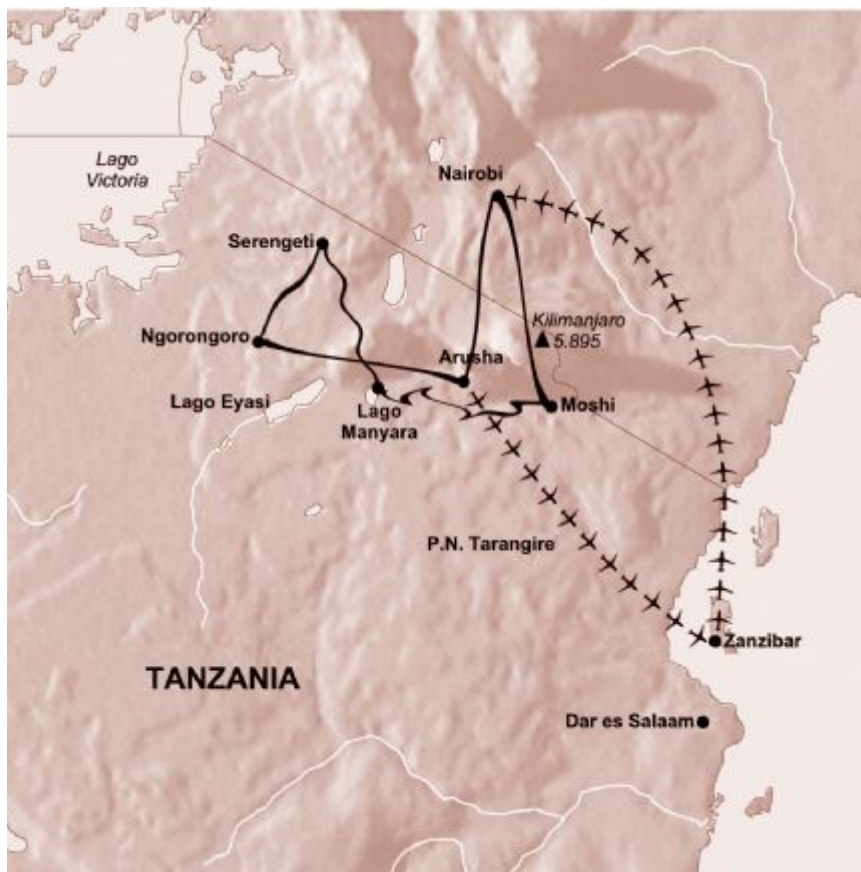 Lago
Victoria
Nairobi
Serengeti
Kilimanjaro
5.895
Ngorongoro
Arusha
Lago Eyasi
Lago
Manyara
Moshi
P.N. Tarangire
Zanzibar
TANZANIA
Dar es Salaam